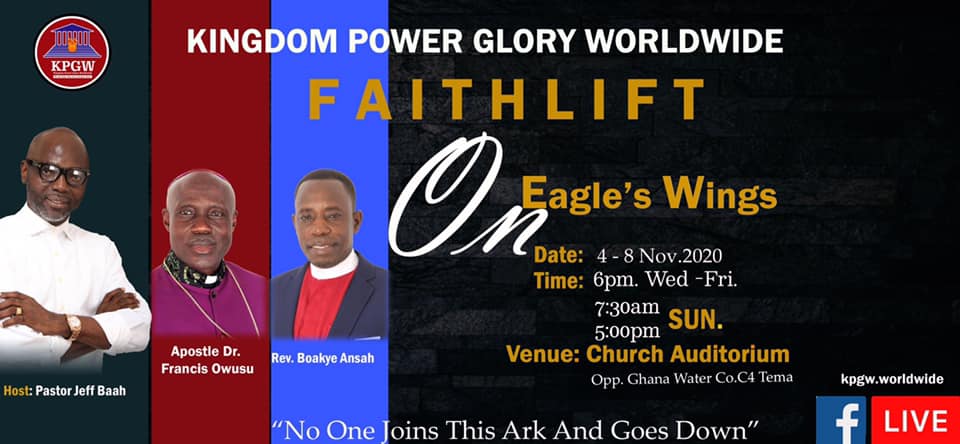 KPGW
KINGDOM POWER GLORY WORLDWIDE
FAITHLIFT
On
Eagle's Wings
Date: 4 - 8 Nov.2020
Time: 6pm. Wed -Fri.
7:30am
5:00pm
SUN.
Venue: Church Auditorium
Opp. Ghana Water Co.C4 Tema
Host: Pastor Jeff Baah
Apostle Dr.
Francis Owusu
Rev. Boakye Ansah
kpgw.worldwide
f LIVE
"No One Joins This Ark And Goes Down"